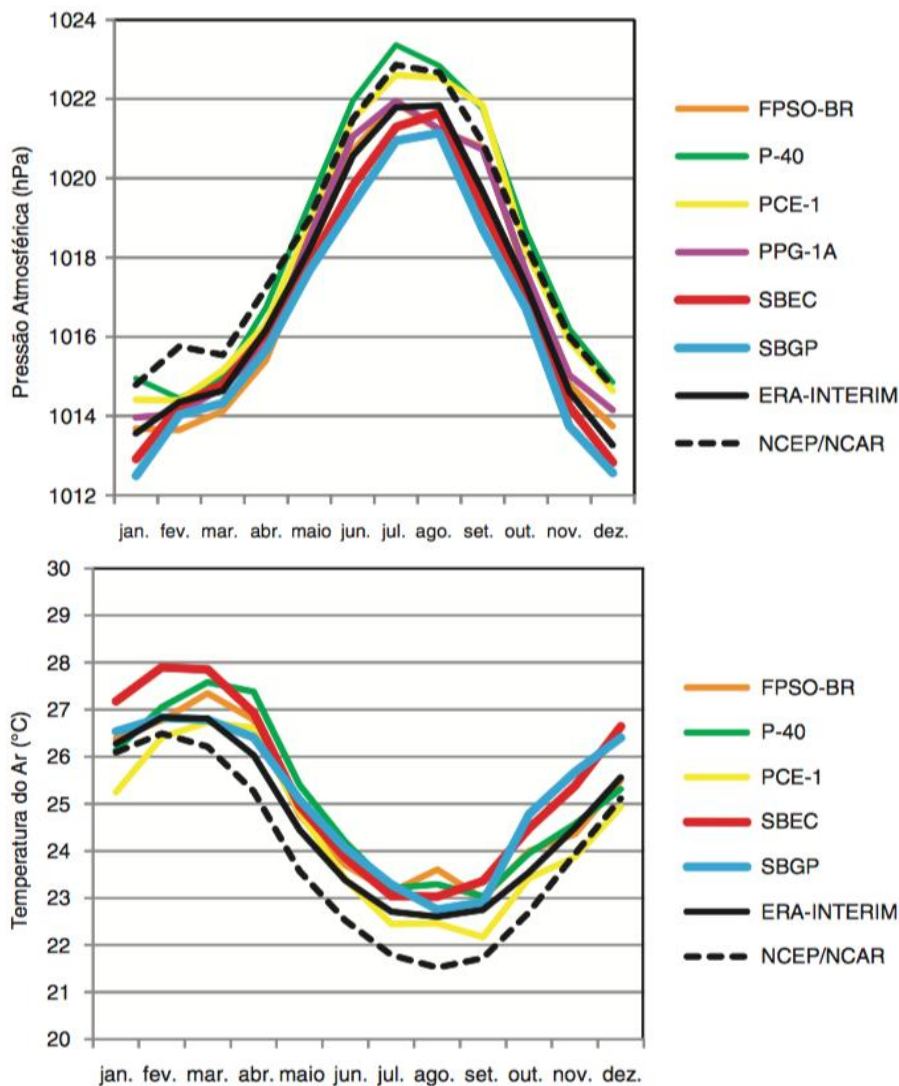 Pressão Atmosférica (hPa)
1024
1022
1020
1018
1016
1014
1012
jan. fev. mar. abr. maio jun. jul. ago. set. out. nov. dez.
FPSO-BR
P-40
PCE-1
PPG-1A
SBEC
SBGP
ERA-INTERIM
NCEP/NCAR
Temperatura do Ar (°C)
30
29
28
27
26
25
24
23
22
21
20
jan. fev. mar. abr. maio jun. jul. ago. set. out. nov. dez.
FPSO-BR
P-40
PCE-1
SBEC
SBGP
ERA-INTERIM
NCEP/NCAR